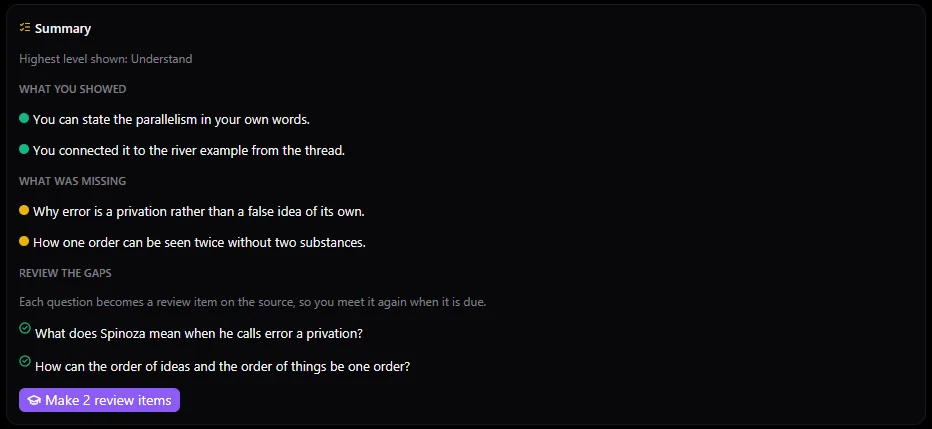 Summary
Highest level shown: Understand
WHAT YOU SHOWED
You can state the parallelism in your own words.
You connected it to the river example from the thread.
WHAT WAS MISSING
Why error is a privation rather than a false idea of its own.
How one order can be seen twice without two substances.
REVIEW THE GAPS
Each question becomes a review item on the source, so you meet it again when it is due.
What does Spinoza mean when he calls error a privation?
How can the order of ideas and the order of things be one order?
Make 2 review items